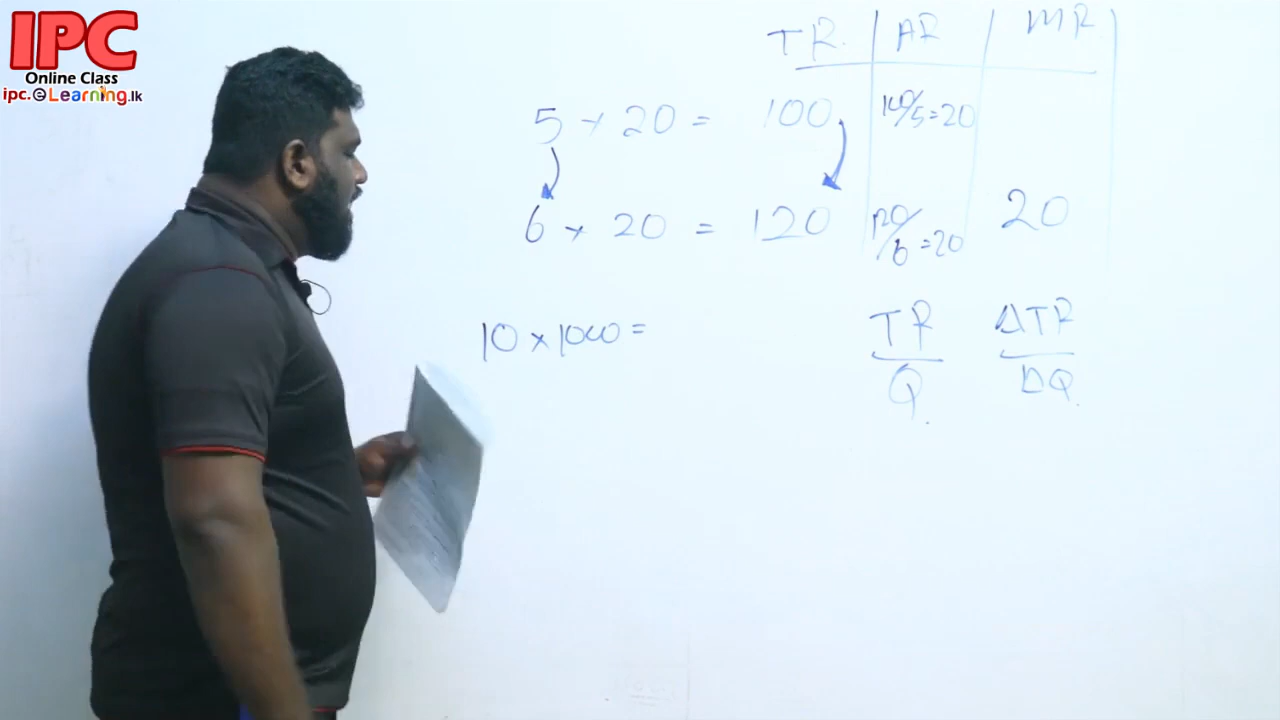 IPC
Online Class
ipc.eLearning.lk
TR. AR MR
5 × 20 = 100 100/5 = 20
6 × 20 = 120 120/6 = 20 20
10 × 1000 =
TR/Q ΔTR/ΔQ